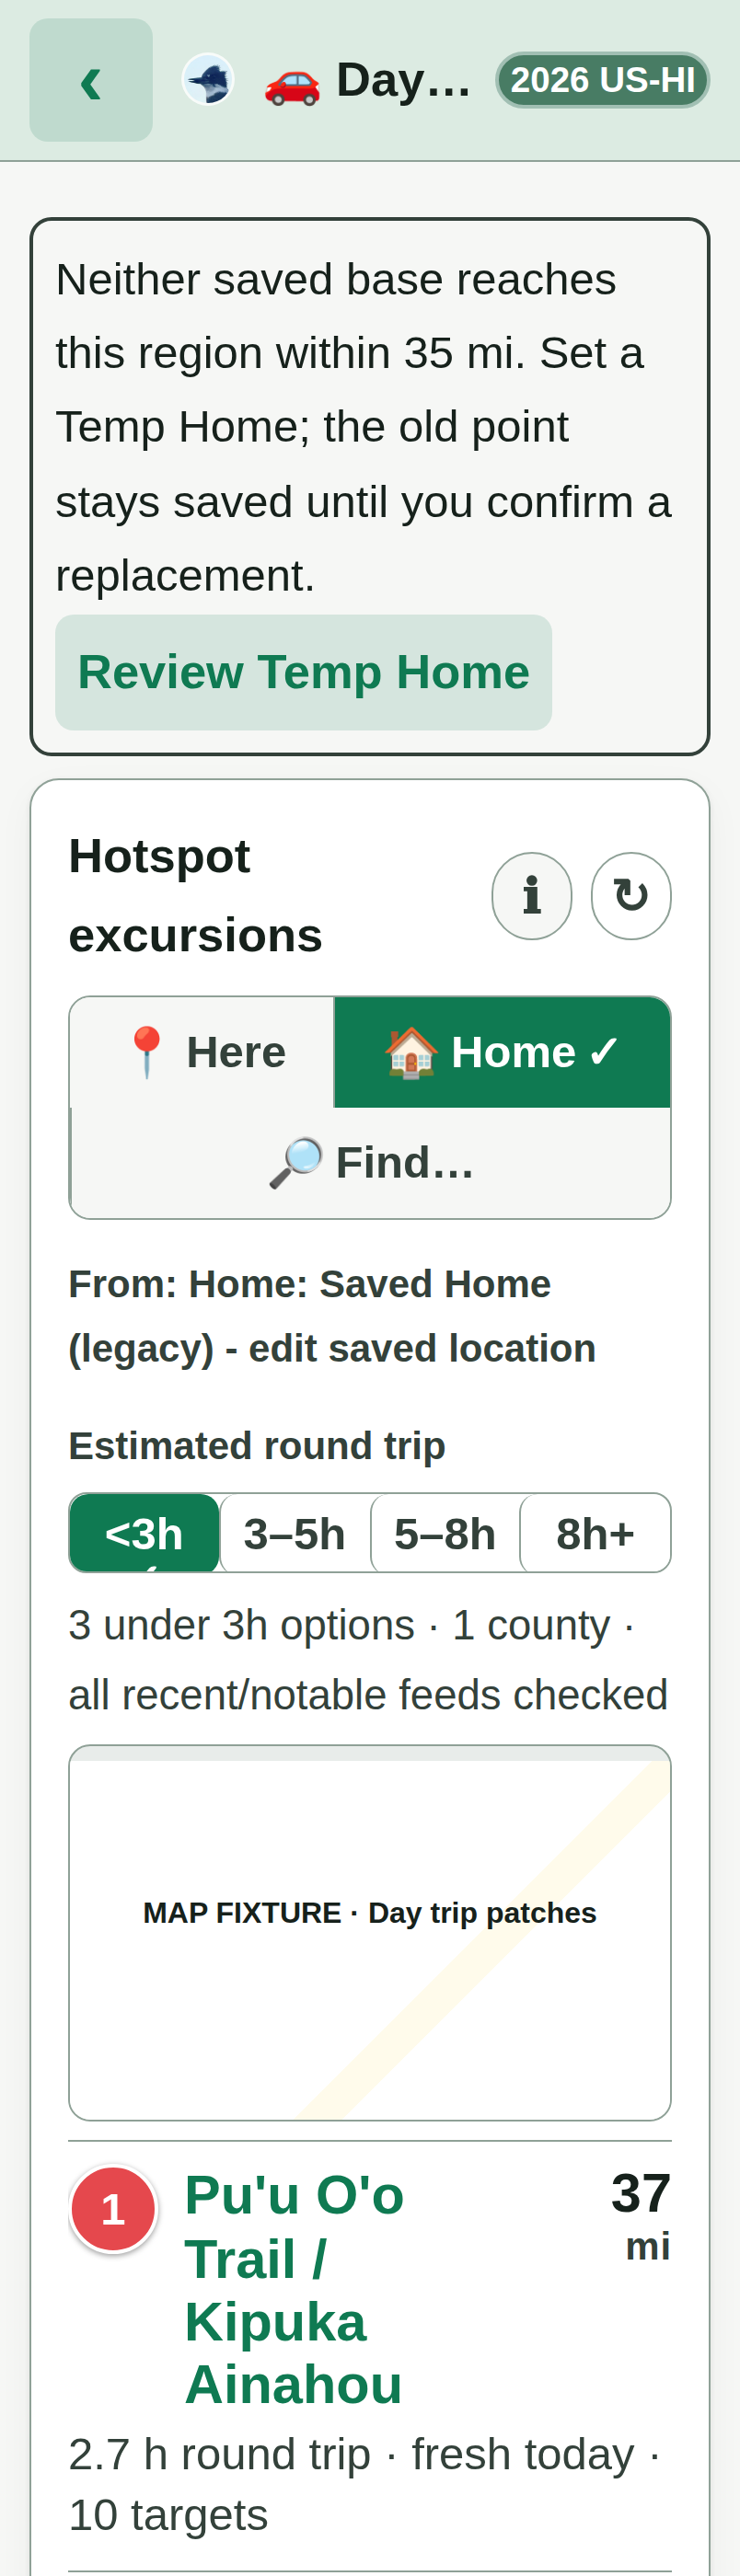 ‹ 🚗 Day… 2026 US-HI
Neither saved base reaches
this region within 35 mi. Set a
Temp Home; the old point
stays saved until you confirm a
replacement.
Review Temp Home
Hotspot
excursions
ℹ ↻
📍 Here 🏠 Home ✓
🔎 Find…
From: Home: Saved Home
(legacy) - edit saved location
Estimated round trip
<3h 3–5h 5–8h 8h+
3 under 3h options · 1 county ·
all recent/notable feeds checked
MAP FIXTURE · Day trip patches
1 Pu'u O'o 37
Trail / mi
Kipuka
Ainahou
2.7 h round trip · fresh today ·
10 targets